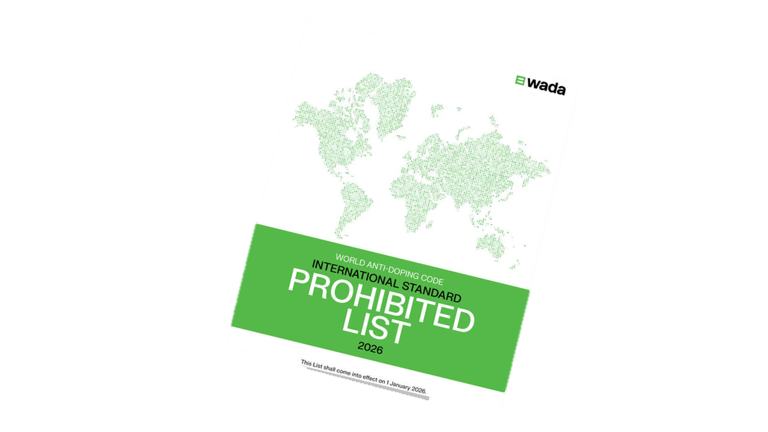 wada
WORLD ANTI-DOPING CODE
INTERNATIONAL STANDARD
PROHIBITED
LIST
2026
This List shall come into effect on 1 January 2026.